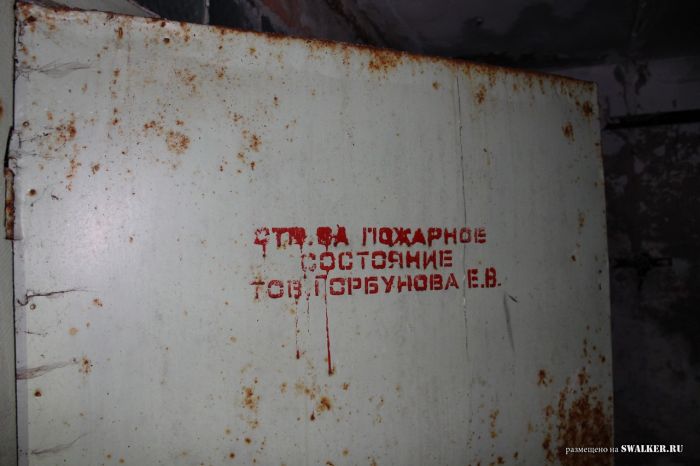 ОТВ. ЗА ПОЖАРНОЕ
СОСТОЯНИЕ
ТОВ. ГОРБУНОВА Е.В.
размещено на SWALKER.RU